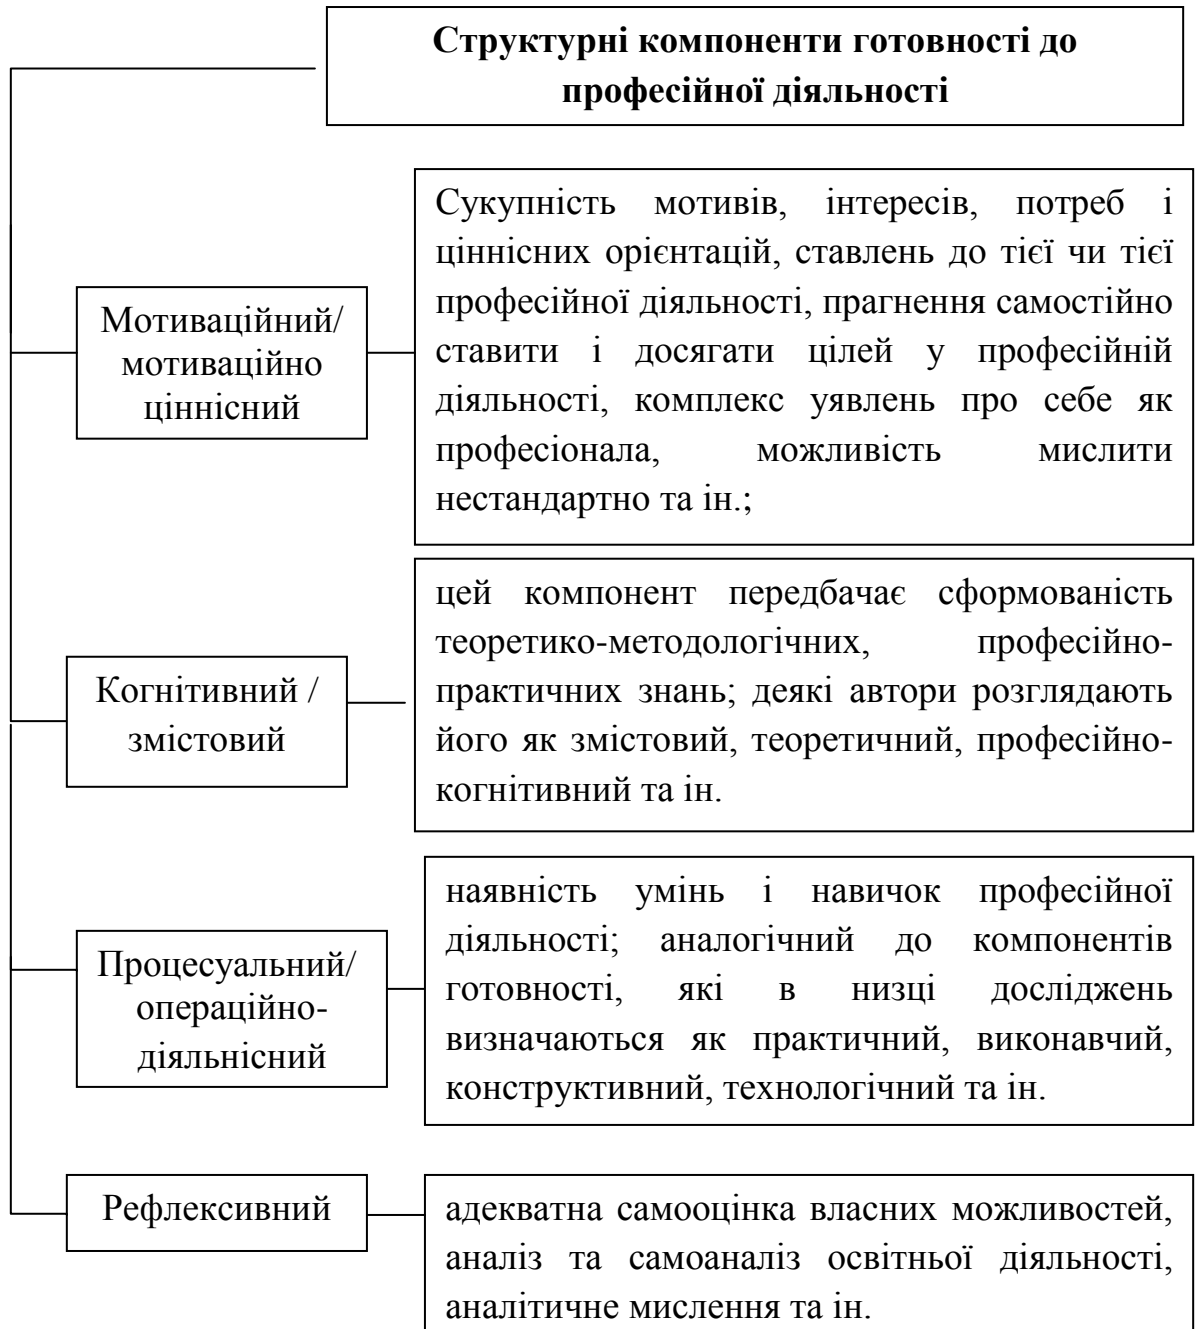 Структурні компоненти готовності до
професійної діяльності
Мотиваційний/
мотиваційно
ціннісний
Сукупність мотивів, інтересів, потреб і
ціннісних орієнтацій, ставлень до тієї чи тієї
професійної діяльності, прагнення самостійно
ставити і досягати цілей у професійній
діяльності, комплекс уявлень про себе як
професіонала, можливість мислити
нестандартно та ін.;
Когнітивний /
змістовий
цей компонент передбачає сформованість
теоретико-методологічних, професійно-
практичних знань; деякі автори розглядають
його як змістовий, теоретичний, професійно-
когнітивний та ін.
Процесуальний/
операційно-
діяльнісний
наявність умінь і навичок професійної
діяльності; аналогічний до компонентів
готовності, які в низці досліджень
визначаються як практичний, виконавчий,
конструктивний, технологічний та ін.
Рефлексивний
адекватна самооцінка власних можливостей,
аналіз та самоаналіз освітньої діяльності,
аналітичне мислення та ін.